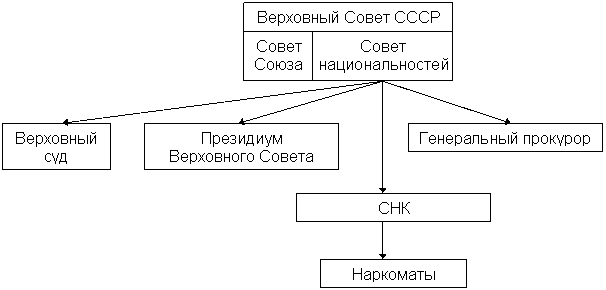 Верховный Совет СССР
Совет
Союза
Совет
национальностей
Верховный
суд
Президиум
Верховного Совета
Генеральный прокурор
СНК
Наркоматы